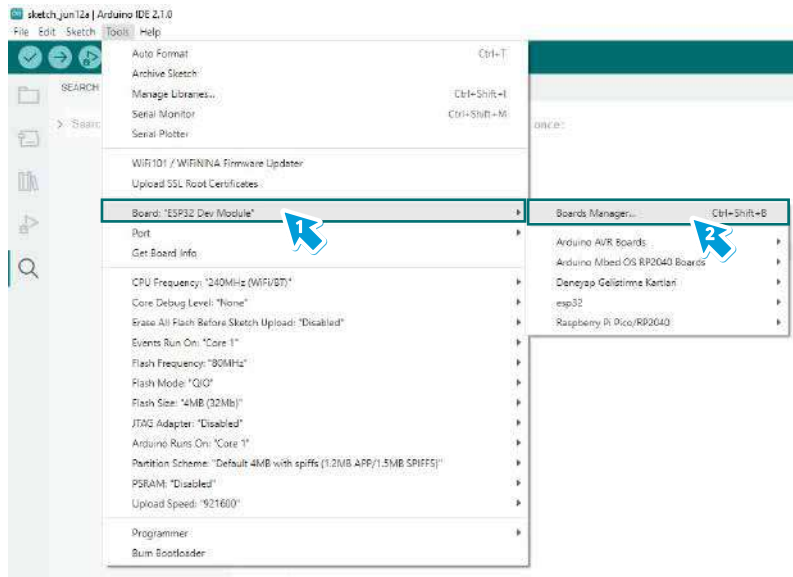 sketch_jun12a | Arduino IDE 2.1.0
File Edit Sketch Tools Help
Auto Format Ctrl+T
Archive Sketch
Manage Libraries... Ctrl+Shift+I
Serial Monitor Ctrl+Shift+M
Serial Plotter
SEARCH
once:
WiFi101 / WiFiNINA Firmware Updater
Upload SSL Root Certificates
Board: "ESP32 Dev Module"
1
Port
Get Board Info
Boards Manager... Ctrl+Shift+B
2
Arduino AVR Boards
Arduino Mbed OS RP2040 Boards
Deneyap Geliştirme Kartları
esp32
Raspberry Pi Pico/RP2040
CPU Frequency: "240MHz (WiFi/BT)"
Core Debug Level: "None"
Erase All Flash Before Sketch Upload: "Disabled"
Events Run On: "Core 1"
Flash Frequency: "80MHz"
Flash Mode: "QIO"
Flash Size: "4MB (32Mb)"
JTAG Adapter: "Disabled"
Arduino Runs On: "Core 1"
Partition Scheme: "Default 4MB with spiffs (1.2MB APP/1.5MB SPIFFS)"
PSRAM: "Disabled"
Upload Speed: "921600"
Programmer
Burn Bootloader